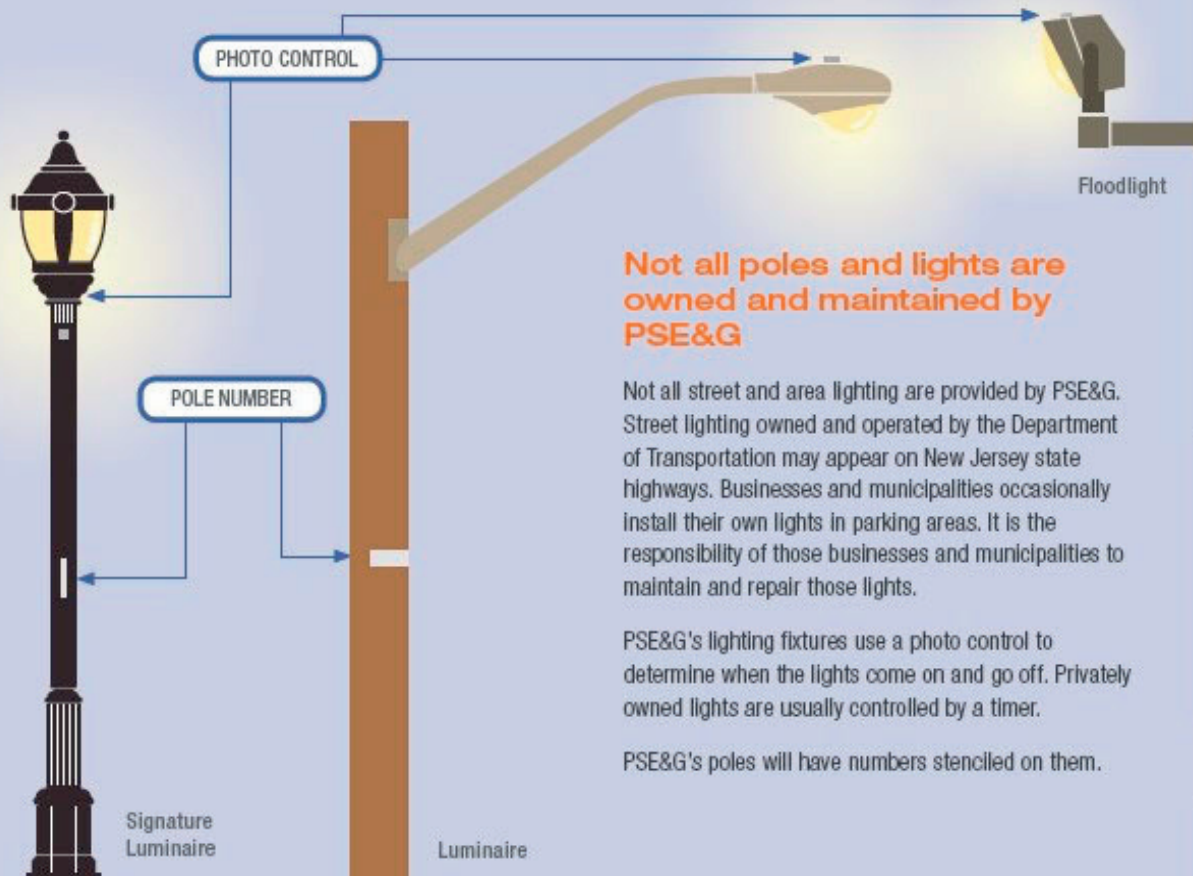 PHOTO CONTROL
Floodlight
Not all poles and lights are
owned and maintained by
PSE&G
POLE NUMBER
Not all street and area lighting are provided by PSE&G.
Street lighting owned and operated by the Department
of Transportation may appear on New Jersey state
highways. Businesses and municipalities occasionally
install their own lights in parking areas. It is the
responsibility of those businesses and municipalities to
maintain and repair those lights.
PSE&G's lighting fixtures use a photo control to
determine when the lights come on and go off. Privately
owned lights are usually controlled by a timer.
PSE&G's poles will have numbers stenciled on them.
Signature
Luminaire
Luminaire